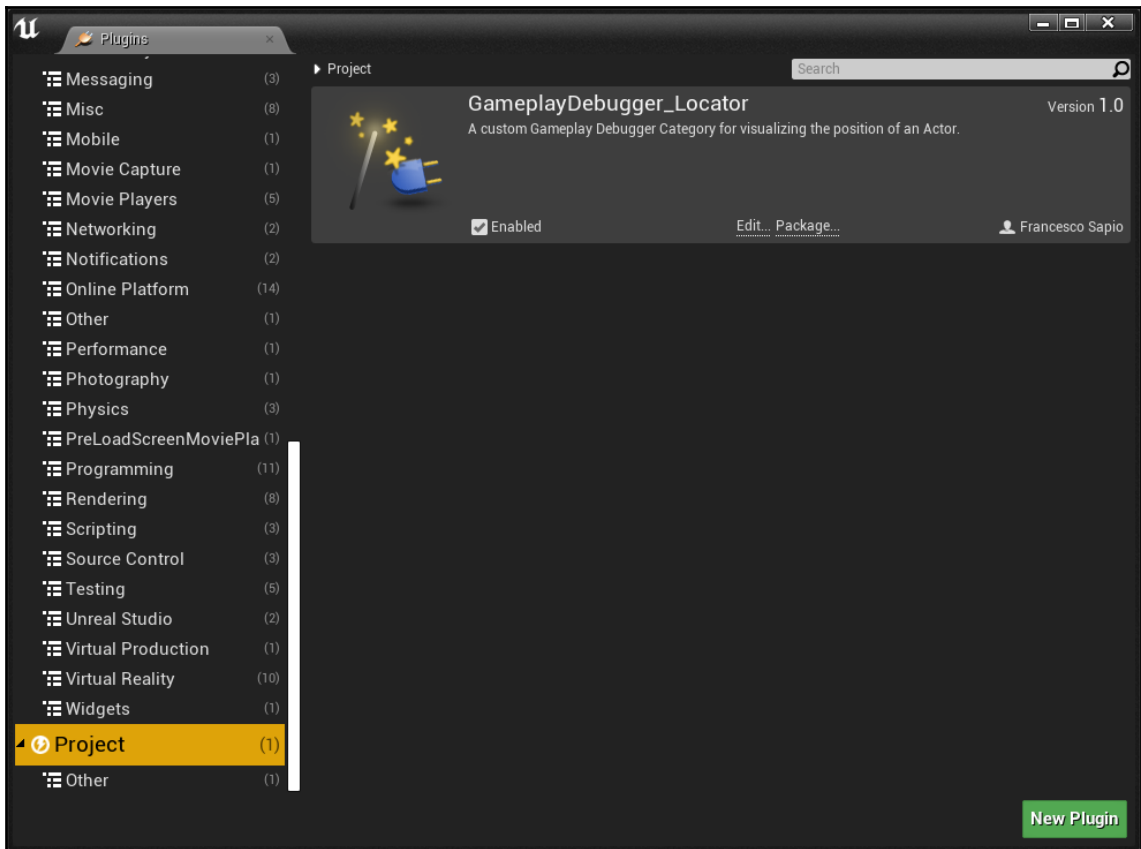 Plugins
Messaging (3)
Misc (8)
Mobile (1)
Movie Capture (1)
Movie Players (5)
Networking (2)
Notifications (2)
Online Platform (14)
Other (1)
Performance (1)
Photography (1)
Physics (3)
PreLoadScreenMoviePla (1)
Programming (11)
Rendering (8)
Scripting (3)
Source Control (3)
Testing (5)
Unreal Studio (2)
Virtual Production (1)
Virtual Reality (10)
Widgets (1)
Project (1)
Other (1)
Project
Search
GameplayDebugger_Locator
Version 1.0
A custom Gameplay Debugger Category for visualizing the position of an Actor.
Enabled
Edit... Package...
Francesco Sapio
New Plugin